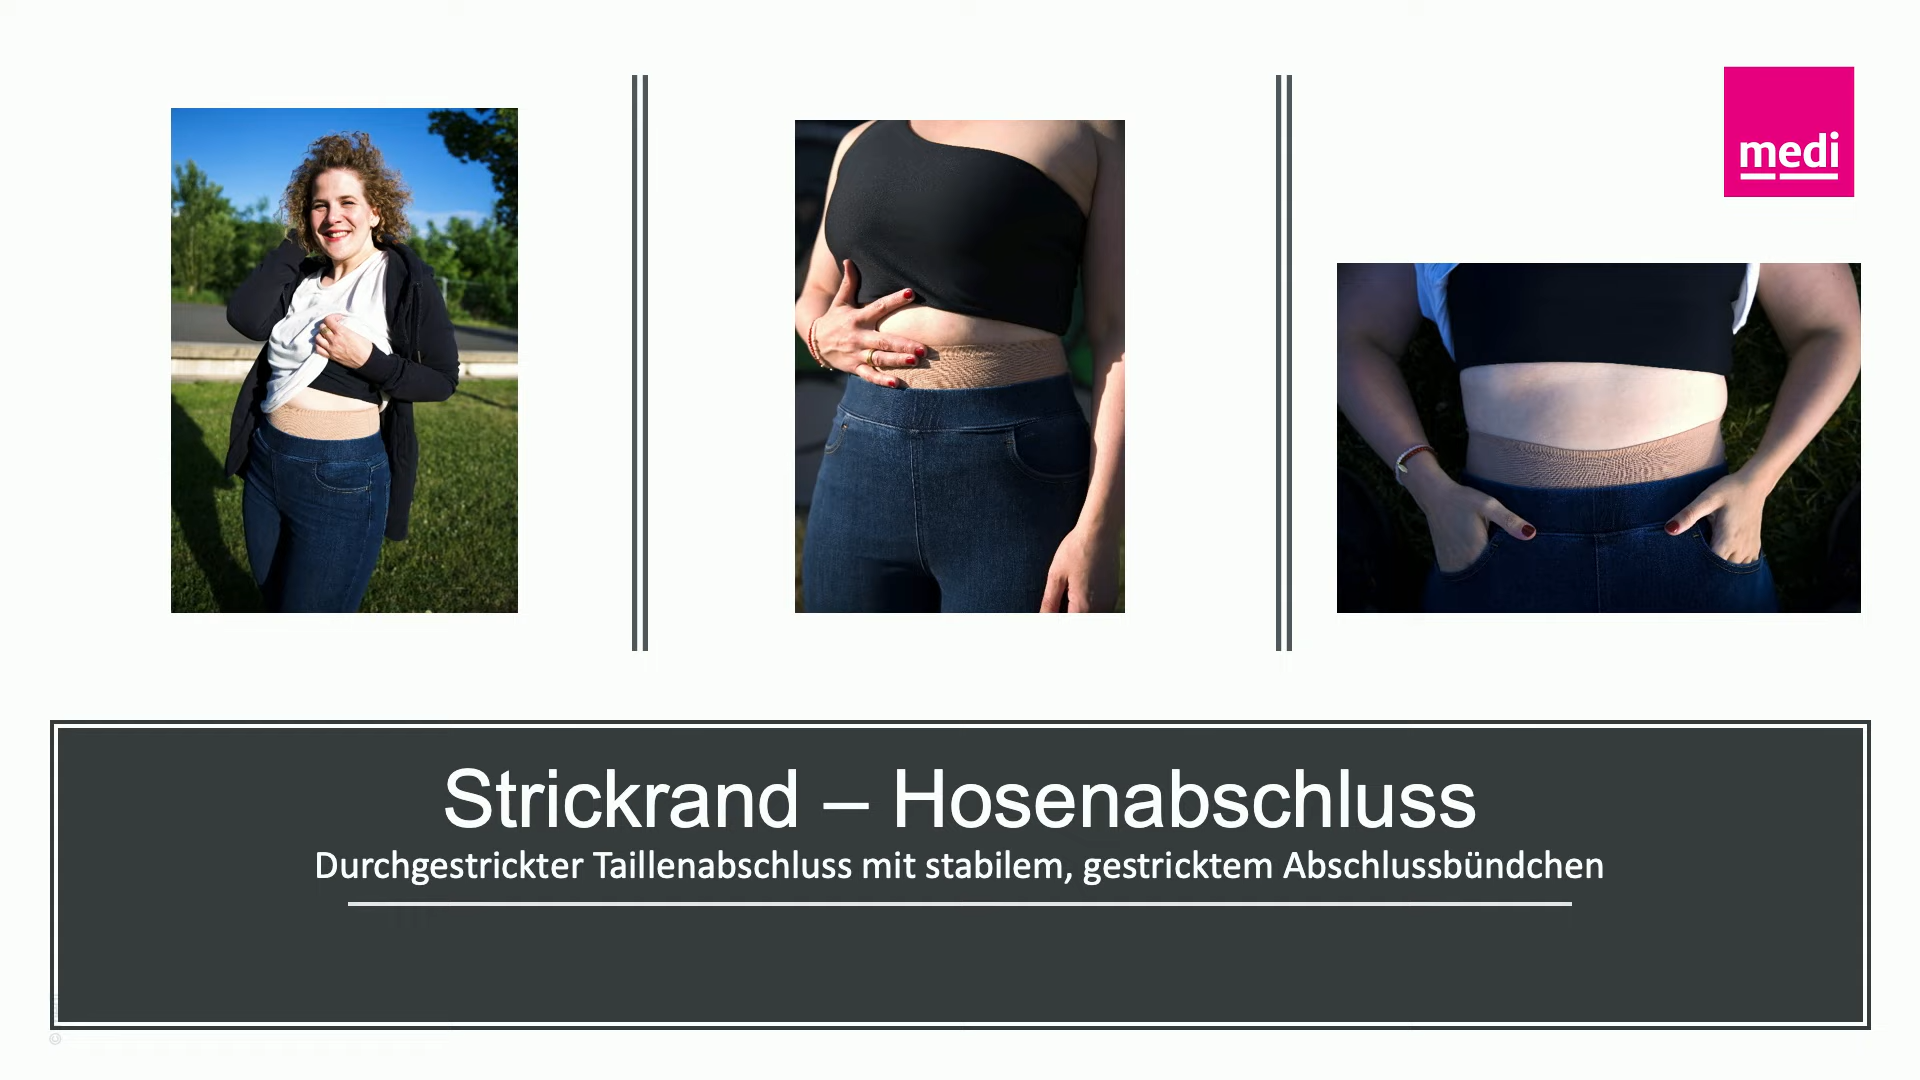 medi
Strickrand – Hosenabschluss
Durchgestrickter Taillenabschluss mit stabilem, gestricktem Abschlussbündchen
©